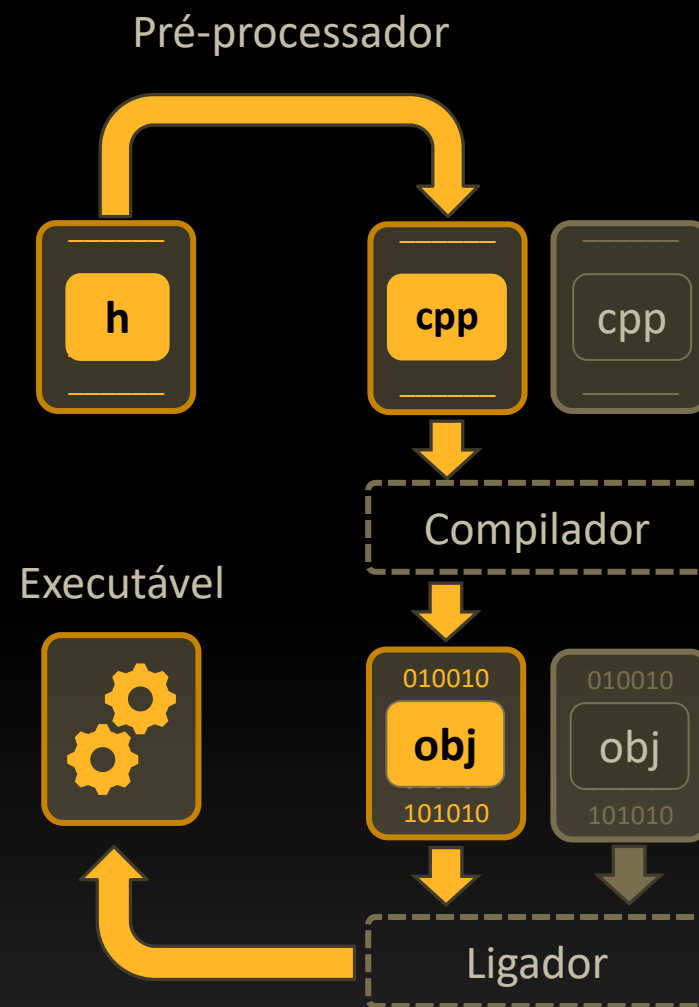 Pré-processador
h
cpp
cpp
Compilador
Executável
010010
obj
101010
010010
obj
101010
Ligador